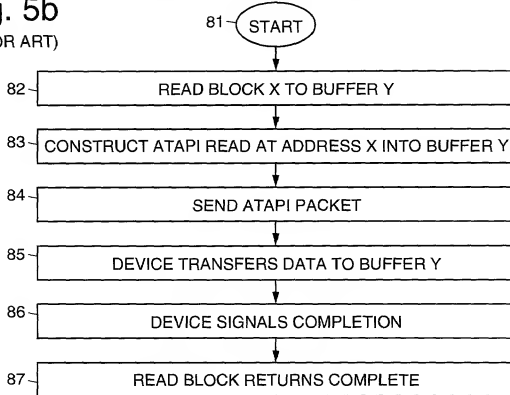 . 5b
OR ART)
81 START
82 READ BLOCK X TO BUFFER Y
83 CONSTRUCT ATAPI READ AT ADDRESS X INTO BUFFER Y
84 SEND ATAPI PACKET
85 DEVICE TRANSFERS DATA TO BUFFER Y
86 DEVICE SIGNALS COMPLETION
87 READ BLOCK RETURNS COMPLETE